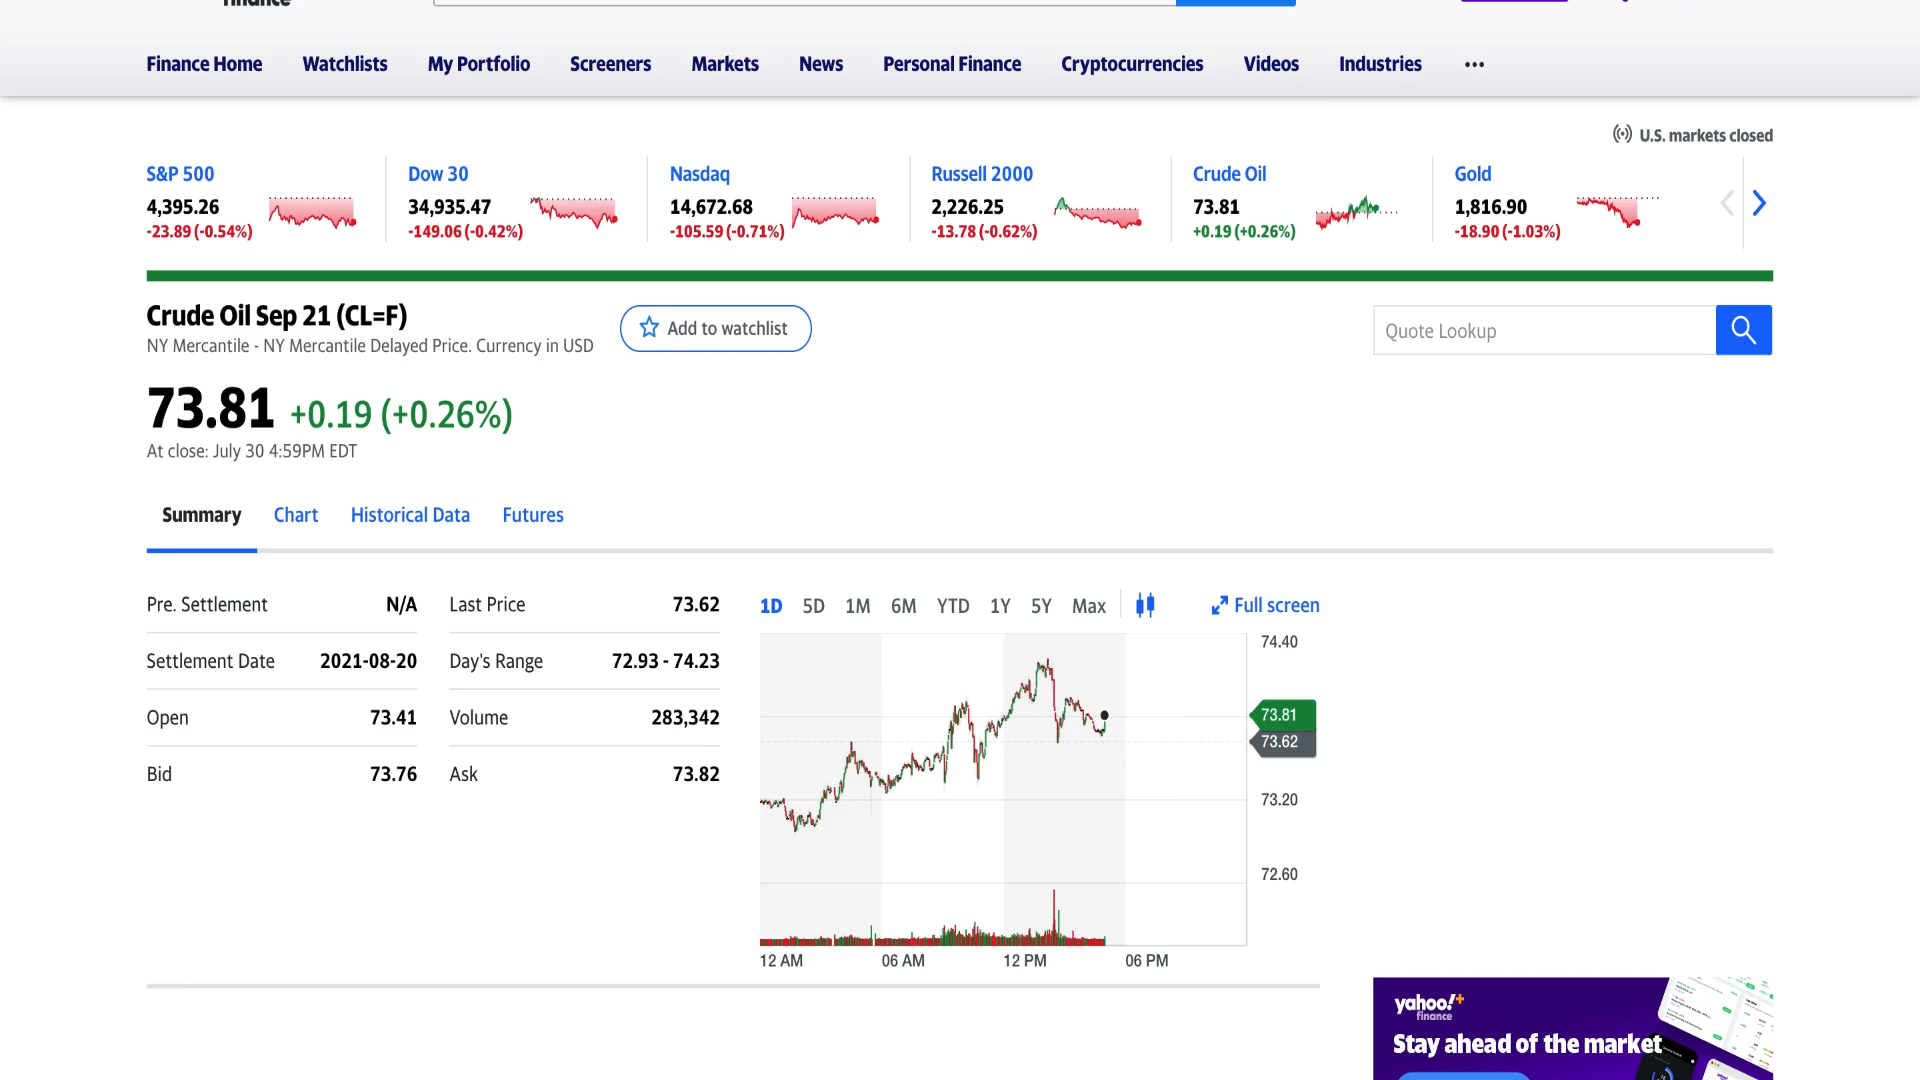 finance
Finance Home Watchlists My Portfolio Screeners Markets News Personal Finance Cryptocurrencies Videos Industries •••
U.S. markets closed
S&P 500 Dow 30 Nasdaq Russell 2000 Crude Oil Gold
4,395.26 34,935.47 14,672.68 2,226.25 73.81 1,816.90
-23.89 (-0.54%) -149.06 (-0.42%) -105.59 (-0.71%) -13.78 (-0.62%) +0.19 (+0.26%) -18.90 (-1.03%)
Crude Oil Sep 21 (CL=F)
NY Mercantile - NY Mercantile Delayed Price. Currency in USD
Add to watchlist
Quote Lookup
73.81 +0.19 (+0.26%)
At close: July 30 4:59PM EDT
Summary Chart Historical Data Futures
Pre. Settlement N/A
Settlement Date 2021-08-20
Open 73.41
Bid 73.76
Last Price 73.62
Day's Range 72.93 - 74.23
Volume 283,342
Ask 73.82
1D 5D 1M 6M YTD 1Y 5Y Max Full screen
74.40
73.81
73.62
73.20
72.60
12 AM 06 AM 12 PM 06 PM
yahoo!+
finance
Stay ahead of the market